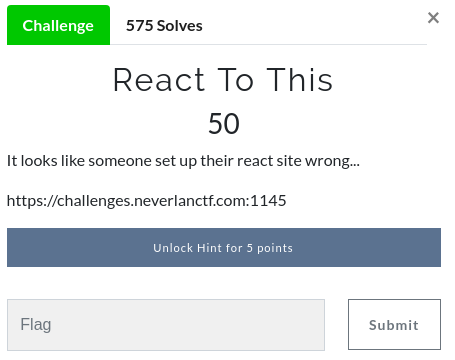 Challenge 575 Solves ×
React To This
50
It looks like someone set up their react site wrong...
https://challenges.neverlanctf.com:1145
Unlock Hint for 5 points
Flag Submit